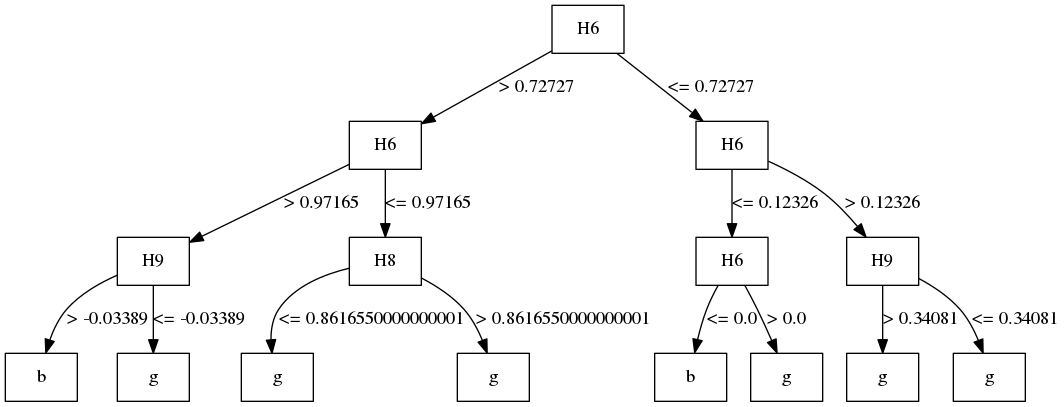 H6
> 0.72727
<= 0.72727
H6
H6
> 0.97165
<= 0.97165
<= 0.12326
> 0.12326
H9
H8
H6
H9
> -0.03389
<= -0.03389
<= 0.8616550000000001
> 0.8616550000000001
<= 0.0
> 0.0
> 0.34081
<= 0.34081
b
g
g
g
b
g
g
g